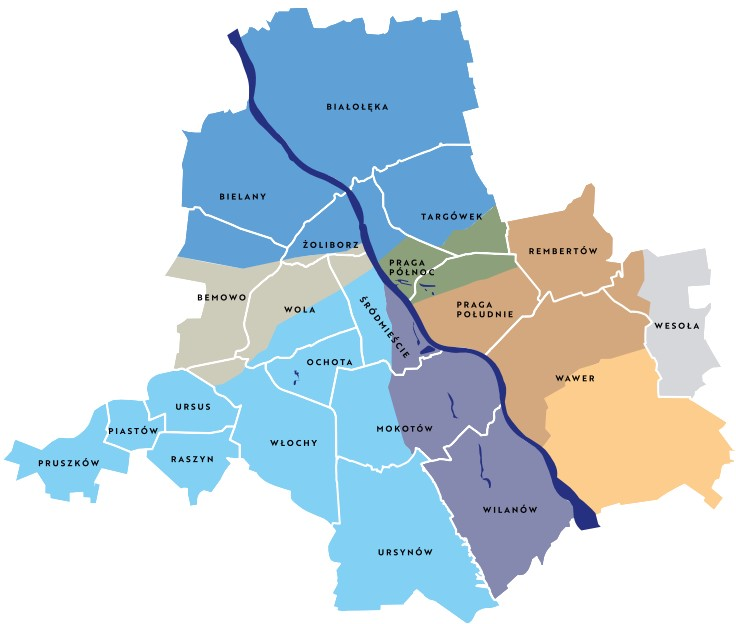 BIAŁOŁĘKA
BIELANY
TARGÓWEK
ŻOLIBORZ
REMBERTÓW
PRAGA
PÓŁNOC
BEMOWO
WOLA
PRAGA
POŁUDNIE
ŚRÓDMIEŚCIE
WESOŁA
OCHOTA
WAWER
URSUS
PIASTÓW
MOKOTÓW
WŁOCHY
RASZYN
PRUSZKÓW
WILANÓW
URSYNÓW